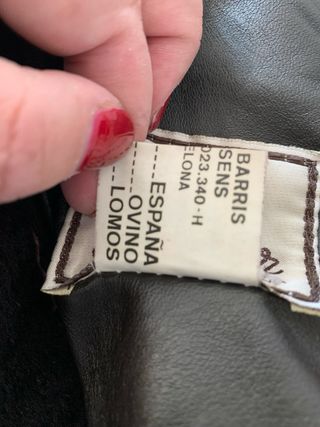 BARRIS
SENS
023.340-H
ELONA
ESPAÑA
OVINO
LOMOS